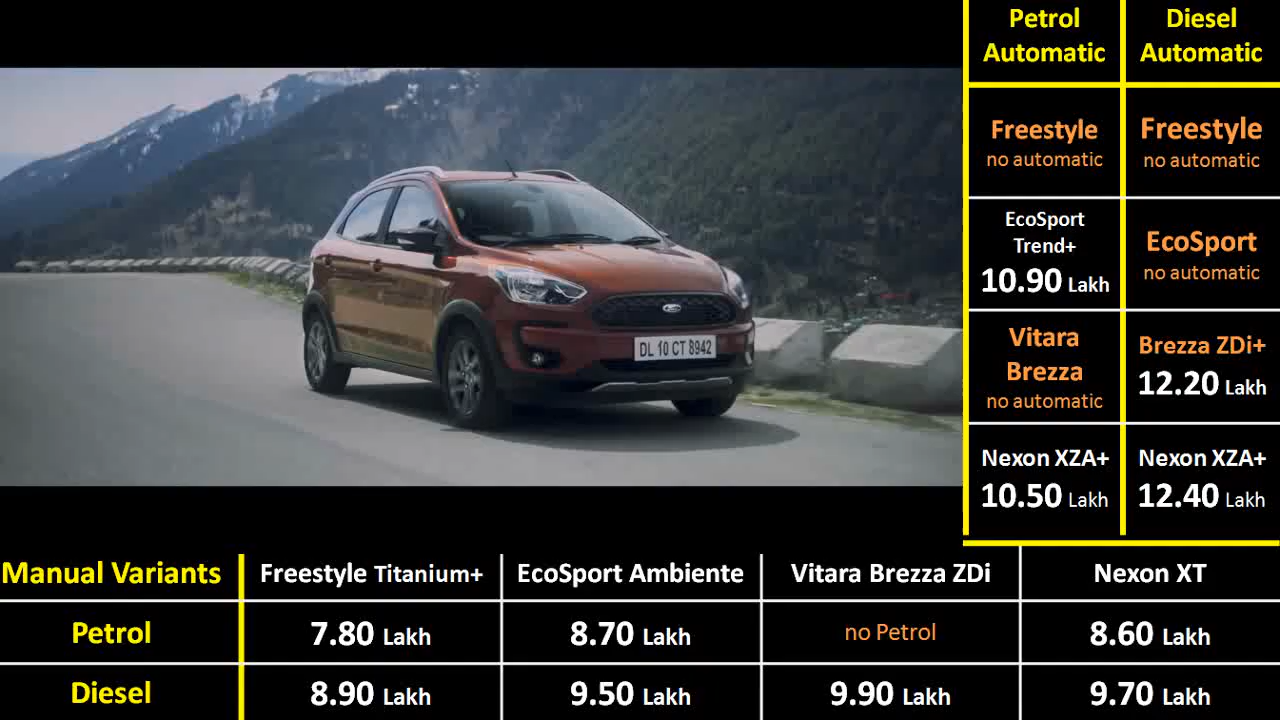 Petrol Diesel
Automatic Automatic
Freestyle Freestyle
no automatic no automatic
EcoSport
Trend+ EcoSport
10.90 Lakh no automatic
Vitara
Brezza Brezza ZDi+
no automatic 12.20 Lakh
Nexon XZA+ Nexon XZA+
10.50 Lakh 12.40 Lakh
Ford
DL 10 CT 8942
Manual Variants Freestyle Titanium+ EcoSport Ambiente Vitara Brezza ZDi Nexon XT
Petrol 7.80 Lakh 8.70 Lakh no Petrol 8.60 Lakh
Diesel 8.90 Lakh 9.50 Lakh 9.90 Lakh 9.70 Lakh